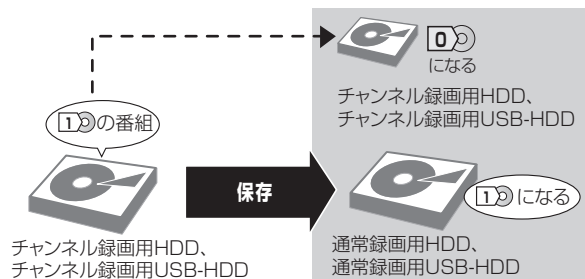 0
になる
チャンネル録画用HDD、
チャンネル録画用USB-HDD
1の番組
保存
1になる
チャンネル録画用HDD、
チャンネル録画用USB-HDD
通常録画用HDD、
通常録画用USB-HDD